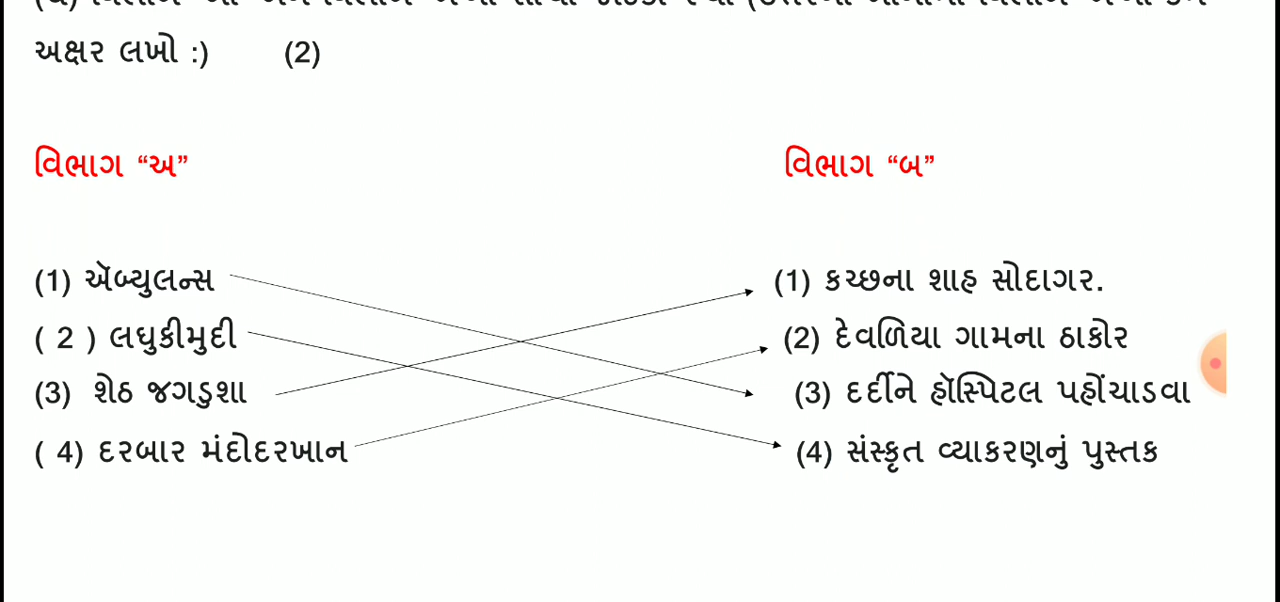 અક્ષર લખો :) (2)
વિભાગ “અ” વિભાગ “બ”
(1) ઍબ્યુલન્સ (1) કચ્છના શાહ સોદાગર.
( 2 ) લઘુકીમુદી (2) દેવળિયા ગામના ઠાકોર
(3) શેઠ જગડુશા (3) દર્દીને હૉસ્પિટલ પહોંચાડવા
( 4) દરબાર મંદોદરખાન (4) સંસ્કૃત વ્યાકરણનું પુસ્તક